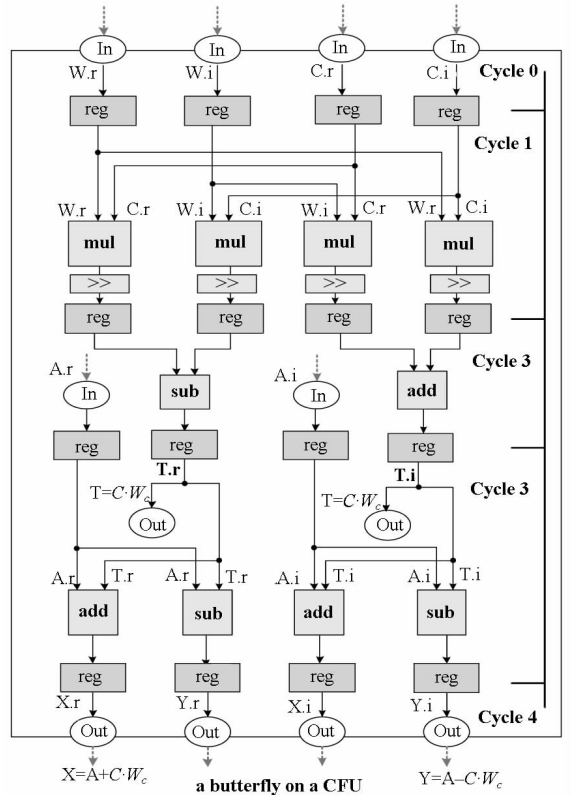 In In In In
W.r W.i C.r C.i Cycle 0
reg reg reg reg
Cycle 1
W.r C.r W.i C.i W.i C.r W.r C.i
mul mul mul mul
>> >> >> >>
reg reg reg reg
Cycle 3
A.r A.i
In sub In add
reg reg reg reg
T.r T.i
Cycle 3
T=C·Wc T=C·Wc
Out Out
A.r T.r A.r T.r A.i T.i A.i T.i
add sub add sub
reg reg reg reg
X.r Y.r X.i Y.i
Cycle 4
Out Out Out Out
X=A+C·Wc Y=A–C·Wc
a butterfly on a CFU